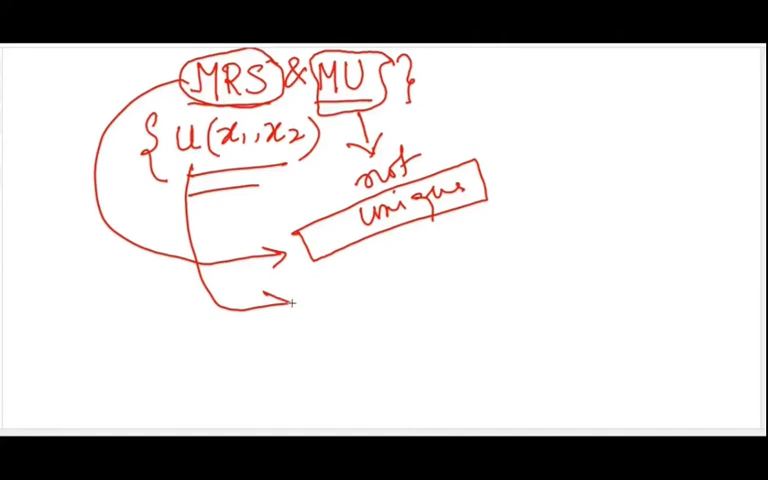 MRS & MU }
{ u(x₁,x₂)
not
unique